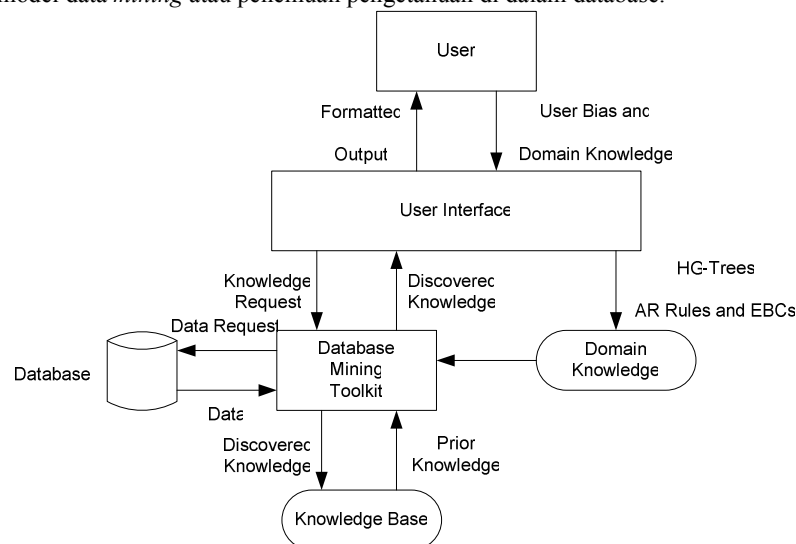 model data mining atau penemuan pengetahuan di dalam database.
User
Formatted
Output
User Bias and
Domain Knowledge
User Interface
Knowledge
Request
Discovered
Knowledge
HG-Trees
AR Rules and EBCs
Data Request
Database
Database
Mining
Toolkit
Domain
Knowledge
Data
Discovered
Knowledge
Prior
Knowledge
Knowledge Base